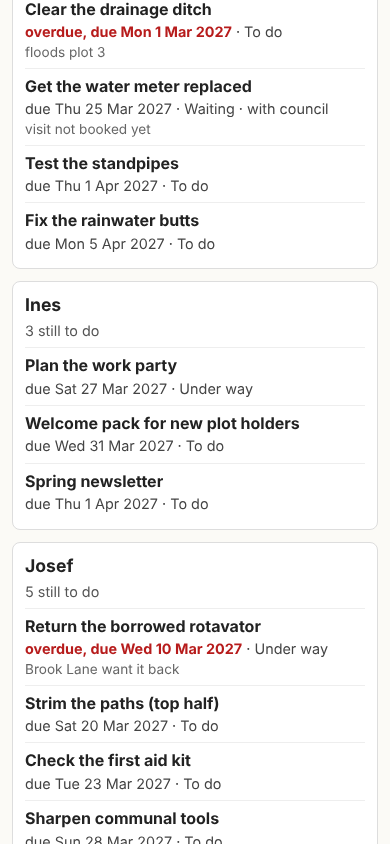 Clear the drainage ditch
overdue, due Mon 1 Mar 2027 · To do
floods plot 3
Get the water meter replaced
due Thu 25 Mar 2027 · Waiting · with council
visit not booked yet
Test the standpipes
due Thu 1 Apr 2027 · To do
Fix the rainwater butts
due Mon 5 Apr 2027 · To do
Ines
3 still to do
Plan the work party
due Sat 27 Mar 2027 · Under way
Welcome pack for new plot holders
due Wed 31 Mar 2027 · To do
Spring newsletter
due Thu 1 Apr 2027 · To do
Josef
5 still to do
Return the borrowed rotavator
overdue, due Wed 10 Mar 2027 · Under way
Brook Lane want it back
Strim the paths (top half)
due Sat 20 Mar 2027 · To do
Check the first aid kit
due Tue 23 Mar 2027 · To do
Sharpen communal tools
due Sun 28 Mar 2027 · To do